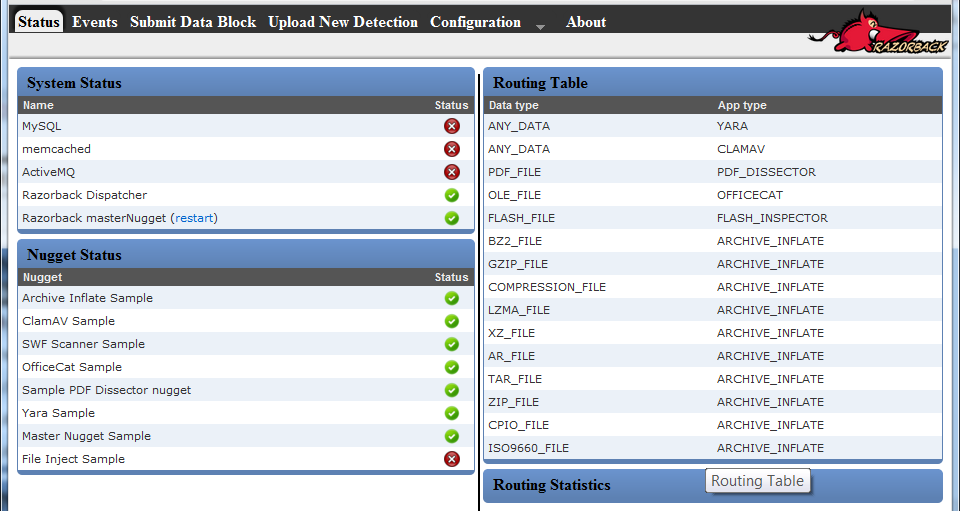 Status Events Submit Data Block Upload New Detection Configuration About
RAZORBACK
System Status
Name Status
MySQL
memcached
ActiveMQ
Razorback Dispatcher
Razorback masterNugget (restart)
Nugget Status
Nugget Status
Archive Inflate Sample
ClamAV Sample
SWF Scanner Sample
OfficeCat Sample
Sample PDF Dissector nugget
Yara Sample
Master Nugget Sample
File Inject Sample
Routing Table
Data type App type
ANY_DATA YARA
ANY_DATA CLAMAV
PDF_FILE PDF_DISSECTOR
OLE_FILE OFFICECAT
FLASH_FILE FLASH_INSPECTOR
BZ2_FILE ARCHIVE_INFLATE
GZIP_FILE ARCHIVE_INFLATE
COMPRESSION_FILE ARCHIVE_INFLATE
LZMA_FILE ARCHIVE_INFLATE
XZ_FILE ARCHIVE_INFLATE
AR_FILE ARCHIVE_INFLATE
TAR_FILE ARCHIVE_INFLATE
ZIP_FILE ARCHIVE_INFLATE
CPIO_FILE ARCHIVE_INFLATE
ISO9660_FILE ARCHIVE_INFLATE
Routing Statistics
Routing Table